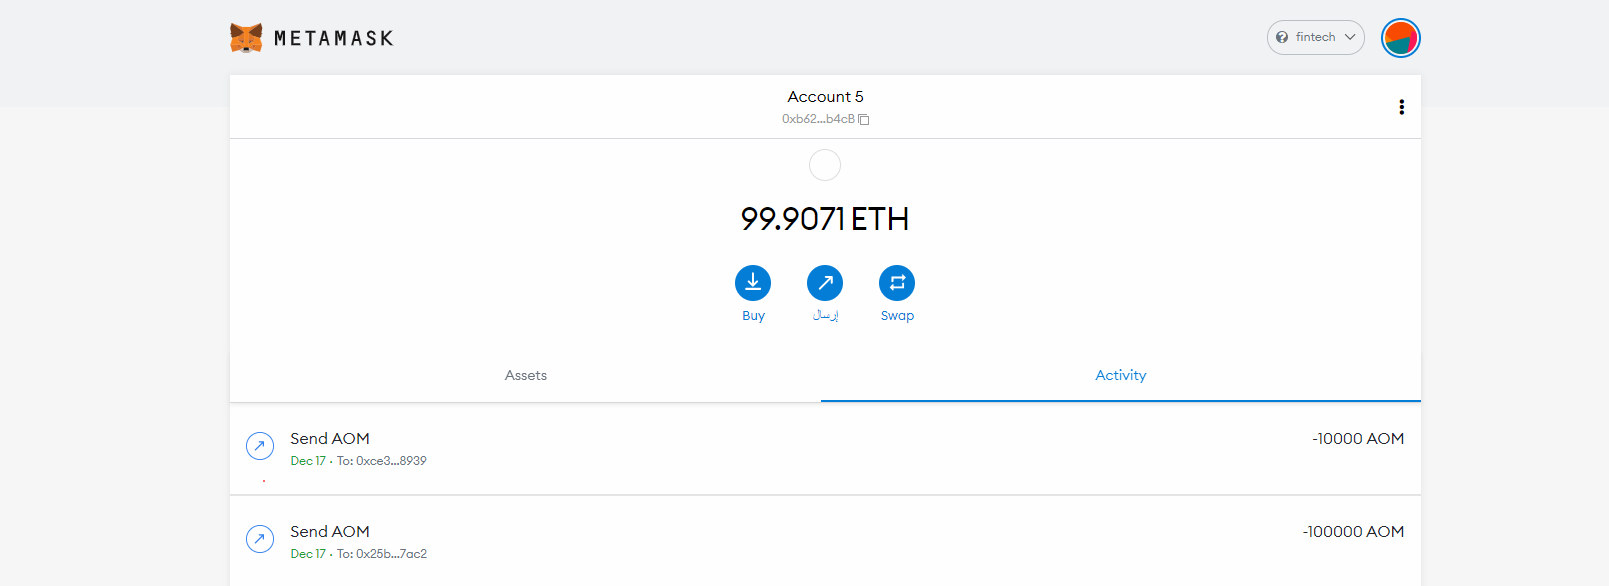 METAMASK
fintech
Account 5
0xb62...b4cB
99.9071 ETH
Buy
إرسال
Swap
Assets
Activity
Send AOM
-10000 AOM
Dec 17 · To: 0xce3...8939
Send AOM
-100000 AOM
Dec 17 · To: 0x25b...7ac2